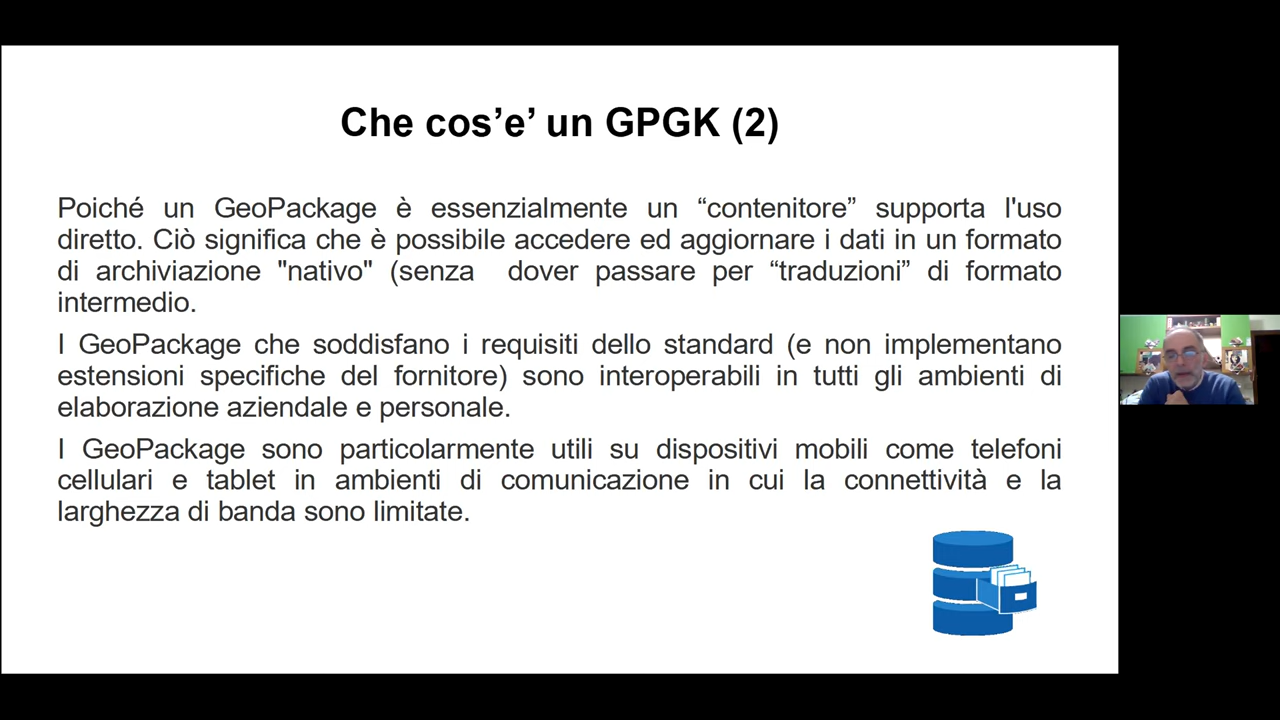 Che cos’e’ un GPGK (2)
Poiché un GeoPackage è essenzialmente un “contenitore” supporta l'uso
diretto. Ciò significa che è possibile accedere ed aggiornare i dati in un formato
di archiviazione "nativo" (senza dover passare per “traduzioni” di formato
intermedio.
I GeoPackage che soddisfano i requisiti dello standard (e non implementano
estensioni specifiche del fornitore) sono interoperabili in tutti gli ambienti di
elaborazione aziendale e personale.
I GeoPackage sono particolarmente utili su dispositivi mobili come telefoni
cellulari e tablet in ambienti di comunicazione in cui la connettività e la
larghezza di banda sono limitate.